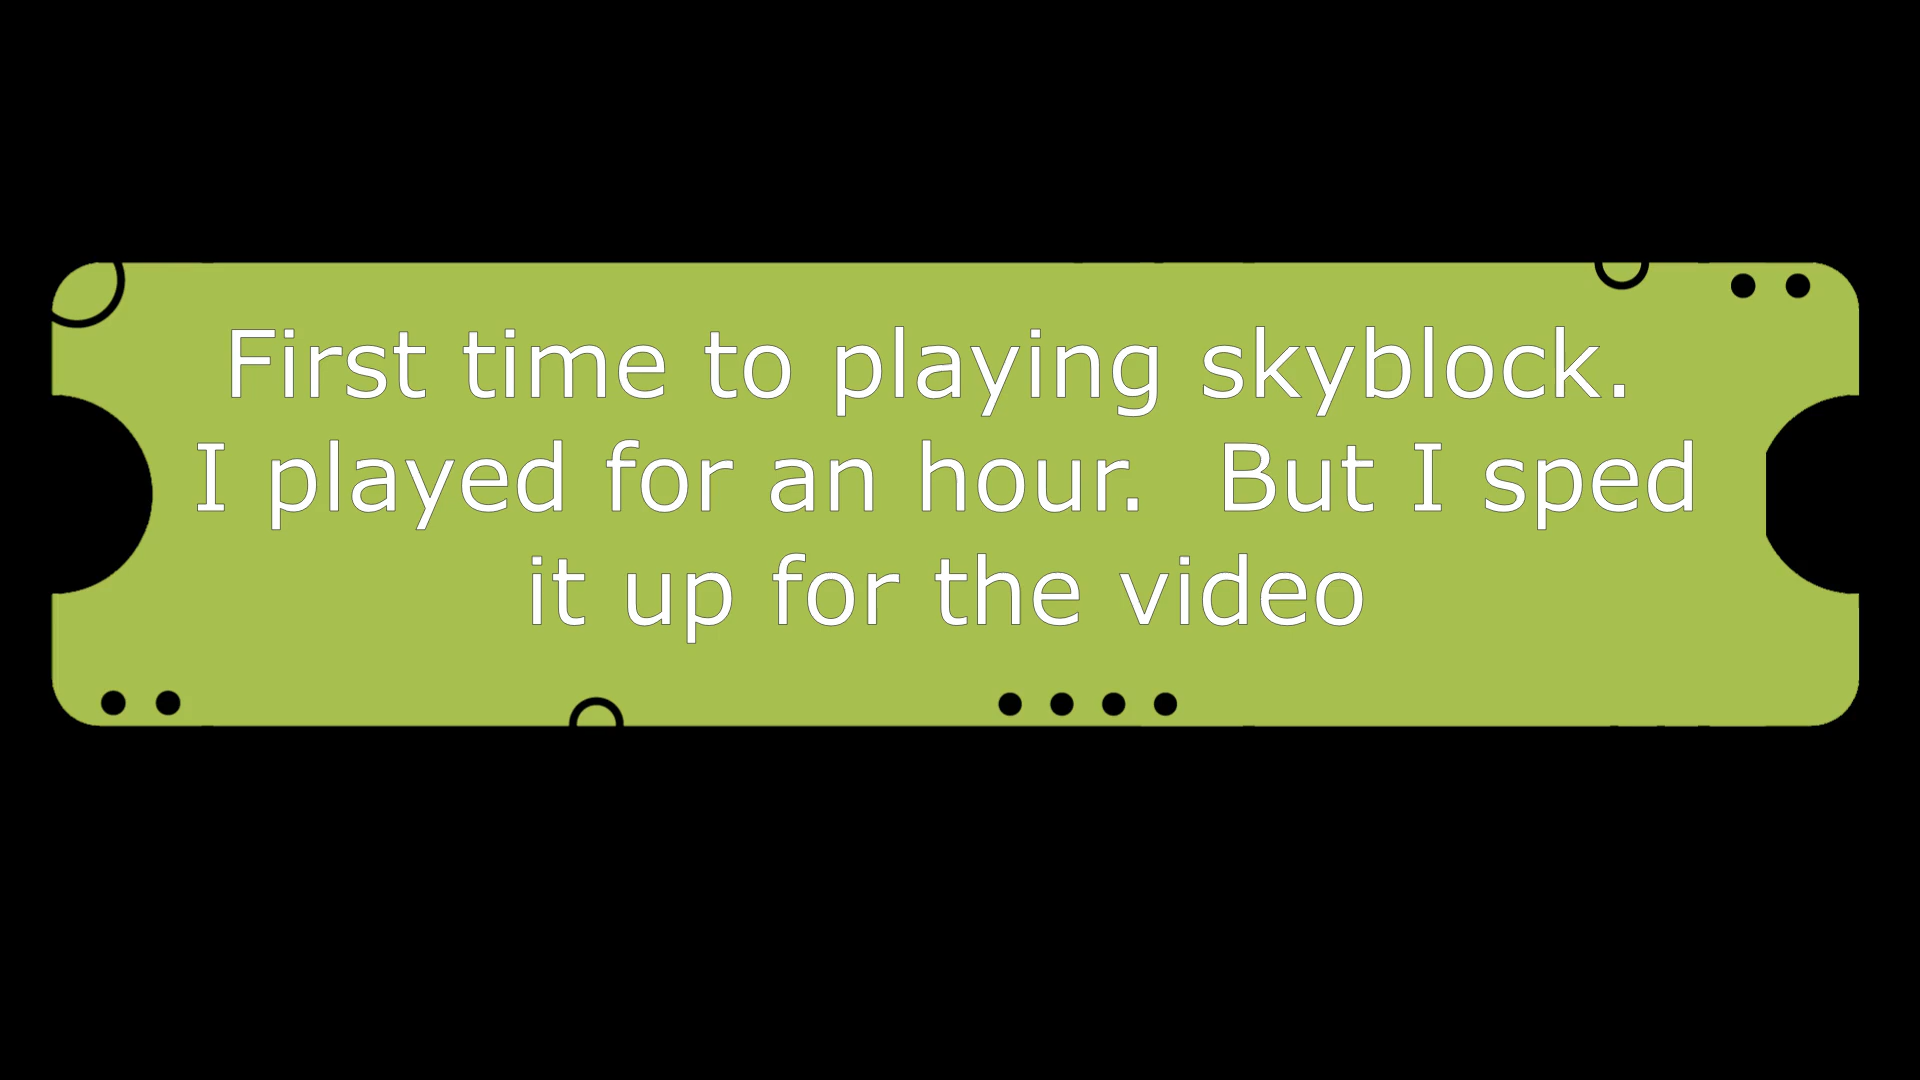 First time to playing skyblock.
I played for an hour.  But I sped
it up for the video